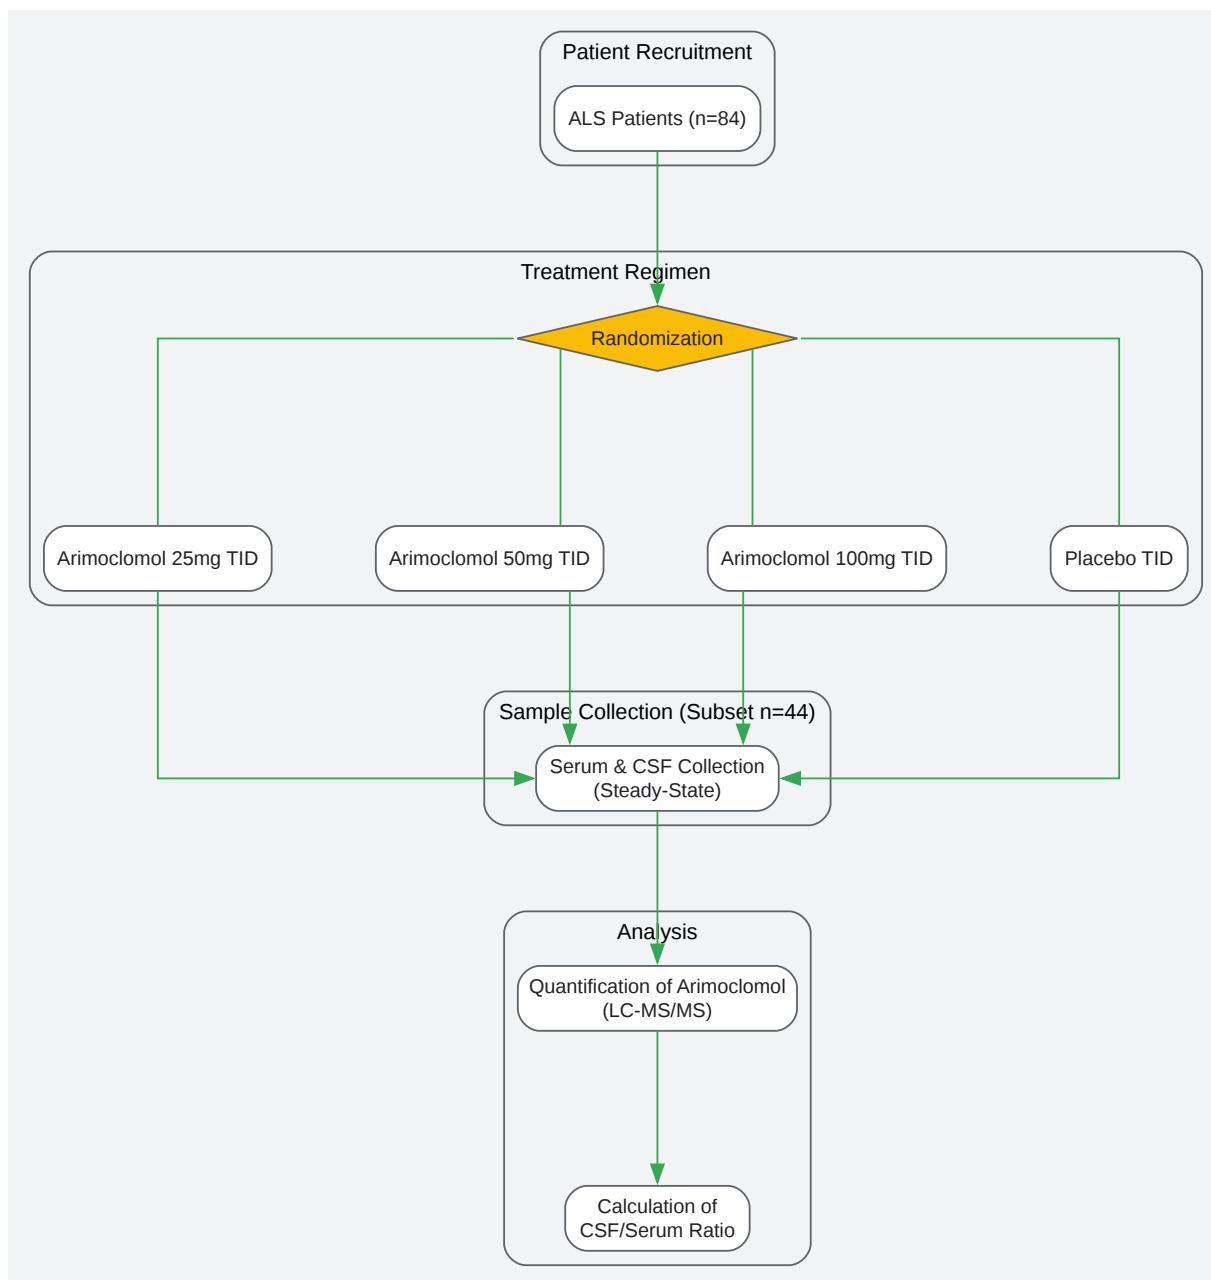 Patient Recruitment
ALS Patients (n=84)
Treatment Regimen
Randomization
Arimoclomol 25mg TID
Arimoclomol 50mg TID
Arimoclomol 100mg TID
Placebo TID
Sample Collection (Subset n=44)
Serum & CSF Collection
(Steady-State)
Analysis
Quantification of Arimoclomol
(LC-MS/MS)
Calculation of
CSF/Serum Ratio